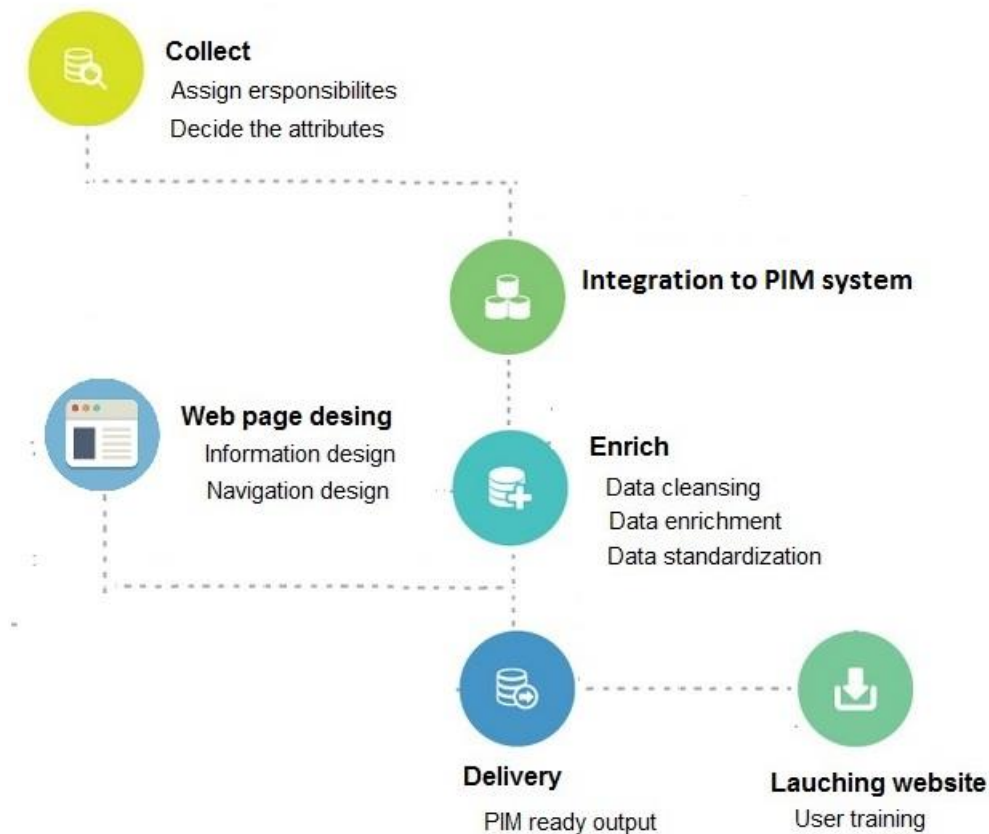 Collect
Assign ersponsibilites
Decide the attributes
Integration to PIM system
Web page desing
Information design
Navigation design
Enrich
Data cleansing
Data enrichment
Data standardization
Delivery
PIM ready output
Lauching website
User training